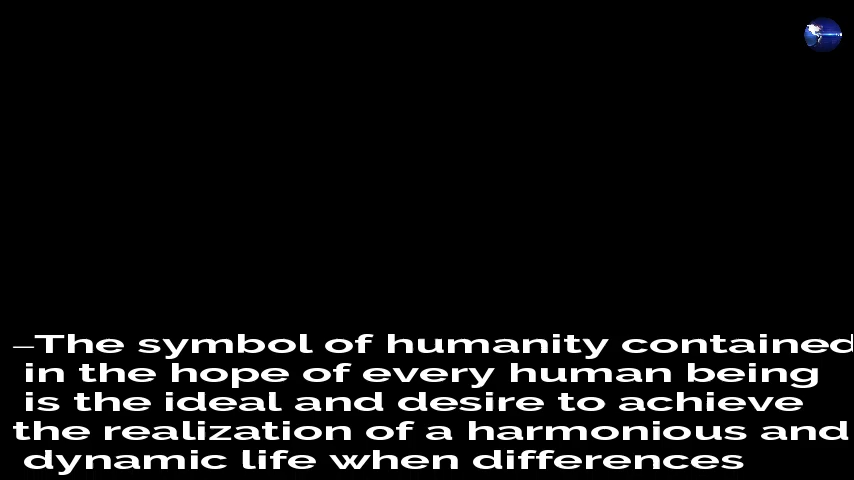 —The symbol of humanity contained
in the hope of every human being
is the ideal and desire to achieve
the realization of a harmonious and
dynamic life when differences